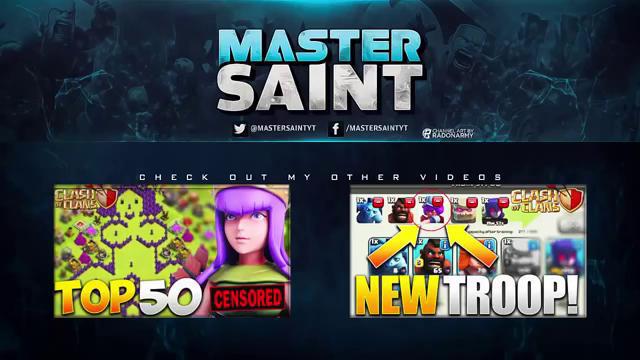 MASTER
SAINT
@MASTERSAINTYT
/MASTERSAINTYT
CHANNEL ART BY
RADONARMY
CHECK OUT MY OTHER VIDEOS
CLASH
OF CLANS
TOP 50
CENSORED
CLASH
OF CLANS
NEW TROOP!